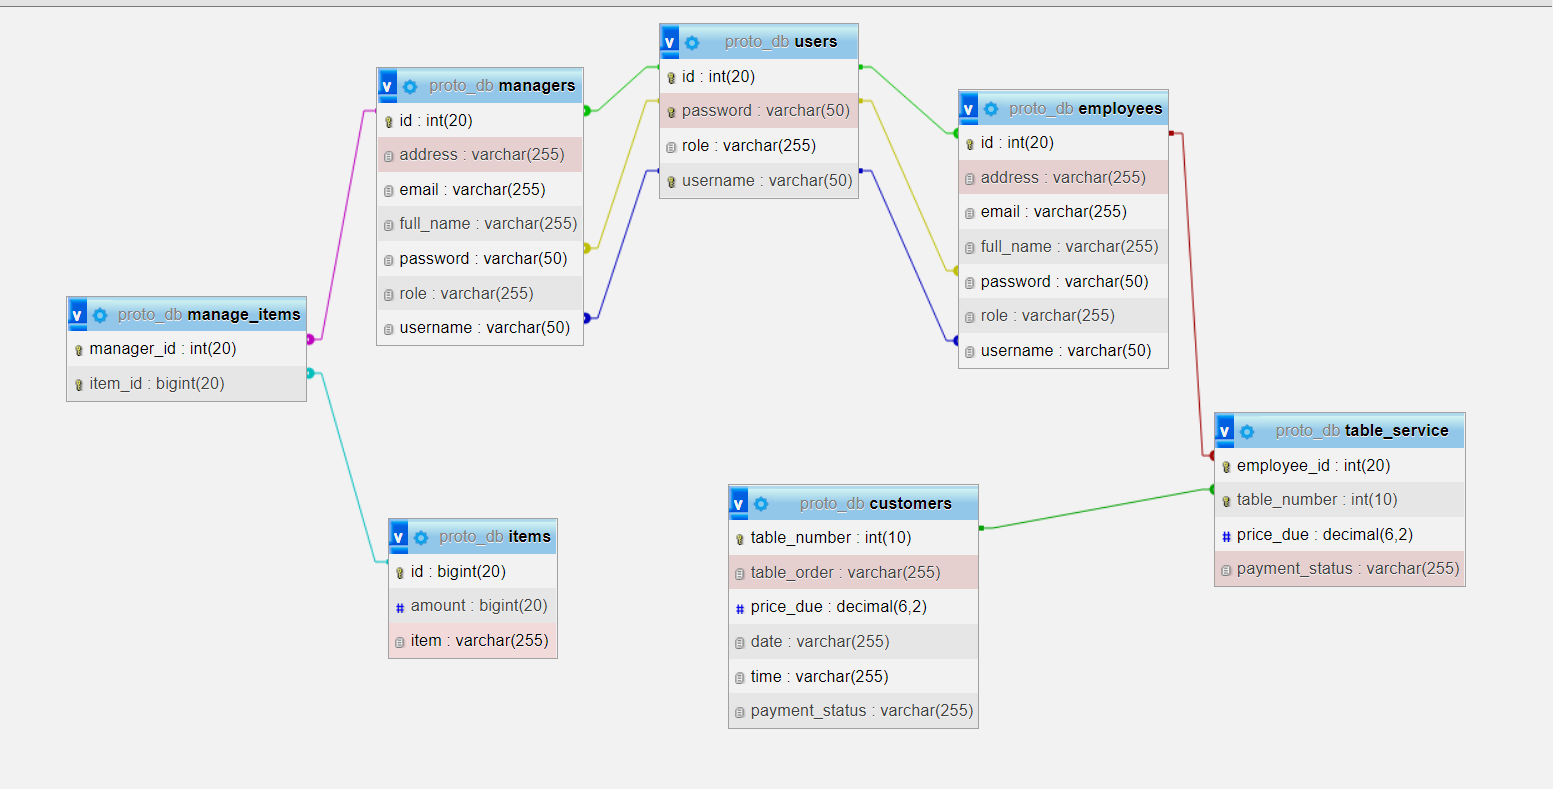 v proto_db users
id : int(20)
password : varchar(50)
role : varchar(255)
username : varchar(50)
v proto_db managers
id : int(20)
address : varchar(255)
email : varchar(255)
full_name : varchar(255)
password : varchar(50)
role : varchar(255)
username : varchar(50)
v proto_db employees
id : int(20)
address : varchar(255)
email : varchar(255)
full_name : varchar(255)
password : varchar(50)
role : varchar(255)
username : varchar(50)
v proto_db manage_items
manager_id : int(20)
item_id : bigint(20)
v proto_db table_service
employee_id : int(20)
table_number : int(10)
# price_due : decimal(6,2)
payment_status : varchar(255)
v proto_db customers
table_number : int(10)
table_order : varchar(255)
# price_due : decimal(6,2)
date : varchar(255)
time : varchar(255)
payment_status : varchar(255)
v proto_db items
id : bigint(20)
# amount : bigint(20)
item : varchar(255)